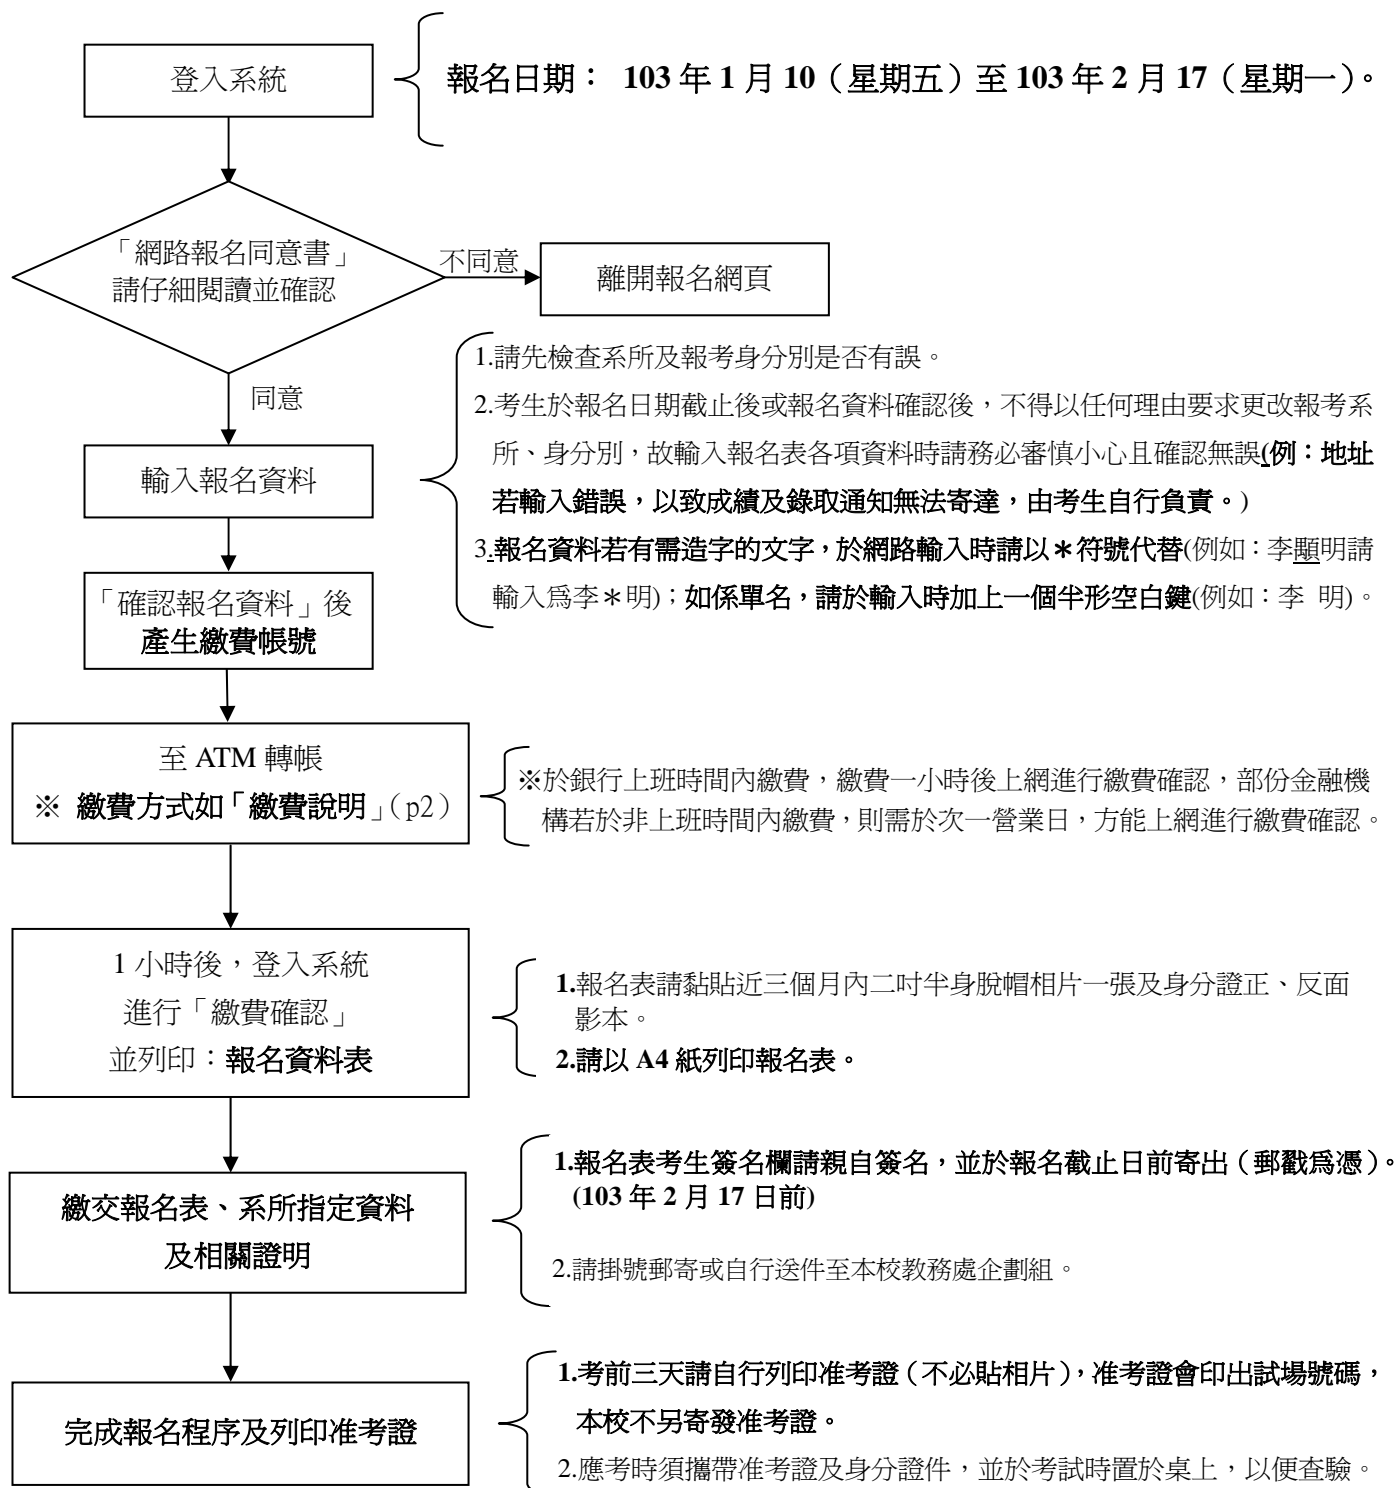 登入系統
報名日期： 103 年 1 月 10（星期五）至 103 年 2 月 17（星期一）。
「網路報名同意書」
請仔細閱讀並確認
不同意
離開報名網頁
同意
1.請先檢查系所及報考身分別是否有誤。
2.考生於報名日期截止後或報名資料確認後，不得以任何理由要求更改報考系
所、身分別，故輸入報名表各項資料時請務必審慎小心且確認無誤(例：地址
若輸入錯誤，以致成績及錄取通知無法寄達，由考生自行負責。)
3.報名資料若有需造字的文字，於網路輸入時請以＊符號代替(例如：李顒明請
輸入為李＊明)；如係單名，請於輸入時加上一個半形空白鍵(例如：李 明)。
輸入報名資料
「確認報名資料」後
產生繳費帳號
至 ATM 轉帳
※ 繳費方式如「繳費說明」（p2）
※於銀行上班時間內繳費，繳費一小時後上網進行繳費確認，部份金融機
構若於非上班時間內繳費，則需於次一營業日，方能上網進行繳費確認。
1 小時後，登入系統
進行「繳費確認」
並列印：報名資料表
1.報名表請黏貼近三個月內二吋半身脫帽相片一張及身分證正、反面
影本。
2.請以 A4 紙列印報名表。
繳交報名表、系所指定資料
及相關證明
1.報名表考生簽名欄請親自簽名，並於報名截止日前寄出（郵戳為憑）。
(103 年 2 月 17 日前)
2.請掛號郵寄或自行送件至本校教務處企劃組。
完成報名程序及列印准考證
1.考前三天請自行列印准考證（不必貼相片），准考證會印出試場號碼，
本校不另寄發准考證。
2.應考時須攜帶准考證及身分證件，並於考試時置於桌上，以便查驗。